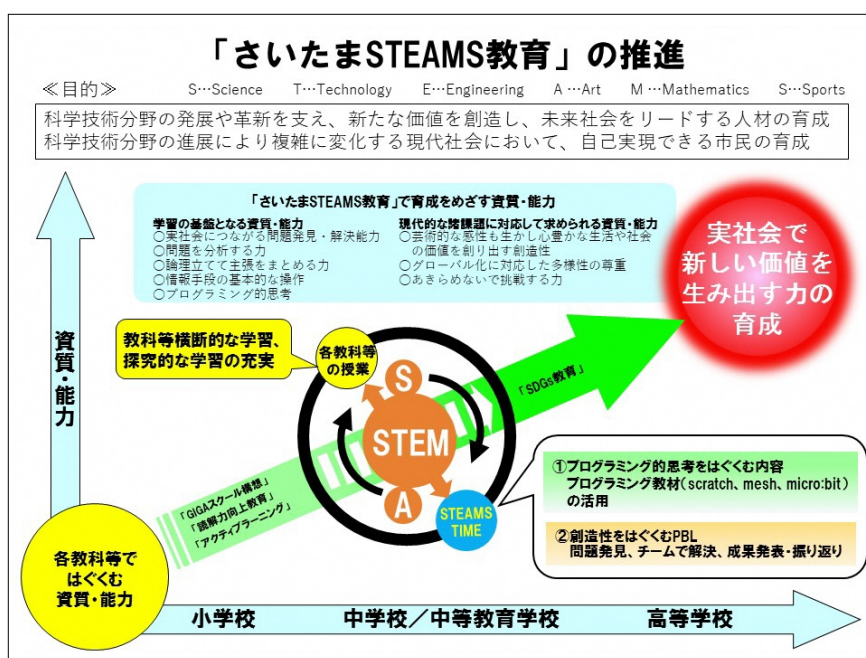 「さいたまSTEAMS教育」の推進
≪目的≫
S…Science T…Technology E…Engineering A…Art M…Mathematics S…Sports
科学技術分野の発展や革新を支え、新たな価値を創造し、未来社会をリードする人材の育成
科学技術分野の進展により複雑に変化する現代社会において、自己実現できる市民の育成
「さいたまSTEAMS教育」で育成をめざす資質・能力
学習の基盤となる資質・能力
○実社会につながる問題発見・解決能力
○問題を分析する力
○論理立てて主張をまとめる力
○情報手段の基本的な操作
○プログラミング的思考
現代的な諸課題に対応して求められる資質・能力
○芸術的な感性も生かし心豊かな生活や社会
の価値を創り出す創造性
○グローバル化に対応した多様性の尊重
○あきらめないで挑戦する力
実社会で
新しい価値を
生み出す力の
育成
資質・能力
教科等横断的な学習、
探究的な学習の充実
各教科等
の授業
S
STEM
A
STEAMS
TIME
「SDGs教育」
「GIGAスクール構想」
「読解力向上教育」
「アクティブラーニング」
①プログラミング的思考をはぐくむ内容
プログラミング教材（scratch、mesh、micro:bit）
の活用
②創造性をはぐくむPBL
問題発見、チームで解決、成果発表・振り返り
各教科等で
はぐくむ
資質・能力
小学校
中学校／中等教育学校
高等学校